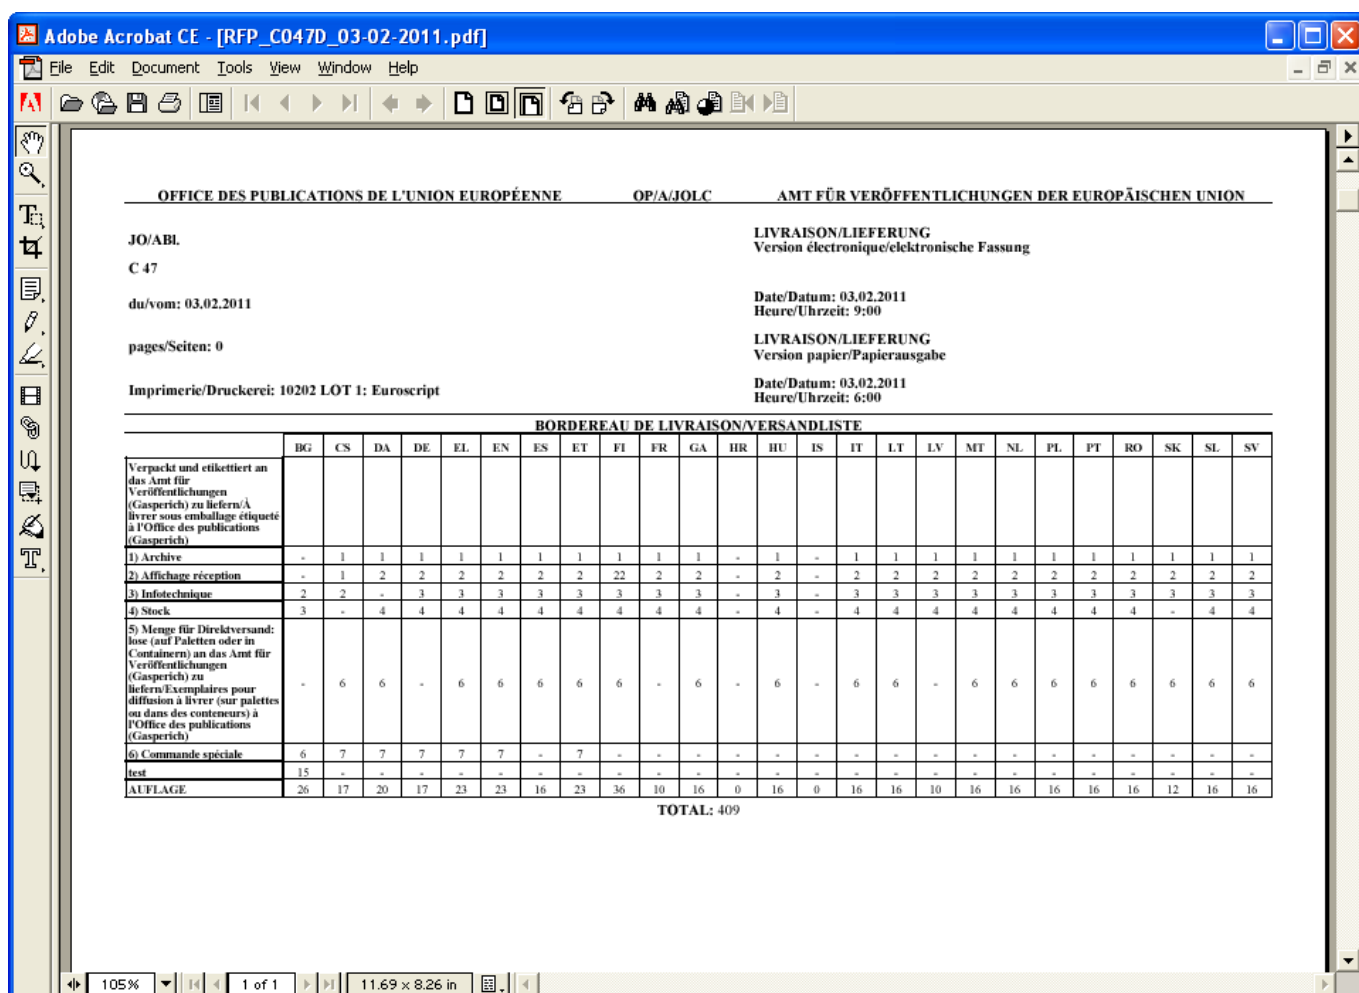 Adobe Acrobat CE - [RFP_C047D_03-02-2011.pdf]
File Edit Document Tools View Window Help
OFFICE DES PUBLICATIONS DE L'UNION EUROPÉENNE OP/A/JOLC AMT FÜR VERÖFFENTLICHUNGEN DER EUROPÄISCHEN UNION
JO/ABl.
C 47
du/vom: 03.02.2011
pages/Seiten: 0
Imprimerie/Druckerei: 10202 LOT 1: Euroscript
LIVRAISON/LIEFERUNG
Version électronique/elektronische Fassung
Date/Datum: 03.02.2011
Heure/Uhrzeit: 9:00
LIVRAISON/LIEFERUNG
Version papier/Papierausgabe
Date/Datum: 03.02.2011
Heure/Uhrzeit: 6:00
BORDEREAU DE LIVRAISON/VERSANDLISTE
BG CS DA DE EL EN ES ET FI FR GA HR HU IS IT LT LV MT NL PL PT RO SK SL SV
Verpackt und etikettiert an
das Amt für
Veröffentlichungen
(Gasperich) zu liefern/À
livrer sous emballage étiqueté
à l'Office des publications
(Gasperich)
1) Archive - 1 1 1 1 1 1 1 1 1 1 - 1 - 1 1 1 1 1 1 1 1 1 1 1
2) Affichage réception - 1 2 2 2 2 2 2 22 2 2 - 2 - 2 2 2 2 2 2 2 2 2 2 2
3) Infotechnique 2 2 - 3 3 3 3 3 3 3 3 - 3 - 3 3 3 3 3 3 3 3 3 3 3
4) Stock 3 - 4 4 4 4 4 4 4 4 4 - 4 - 4 4 4 4 4 4 4 4 - 4 4
5) Menge für Direktversand:
lose (auf Paletten oder in
Containern) an das Amt für
Veröffentlichungen
(Gasperich) zu
liefern/Exemplaires pour
diffusion à livrer (sur palettes
ou dans des conteneurs) à
l'Office des publications
(Gasperich)
- 6 6 - 6 6 6 6 6 - 6 - 6 - 6 6 - 6 6 6 6 6 6 6 6
6) Commande spéciale 6 7 7 7 7 7 - 7 - - - - - - - - - - - - - - - - -
test 15 - - - - - - - - - - - - - - - - - - - - - - - -
AUFLAGE 26 17 20 17 23 23 16 23 36 10 16 0 16 0 16 16 10 16 16 16 16 16 12 16 16
TOTAL: 409
105% 1 of 1 11.69 x 8.26 in